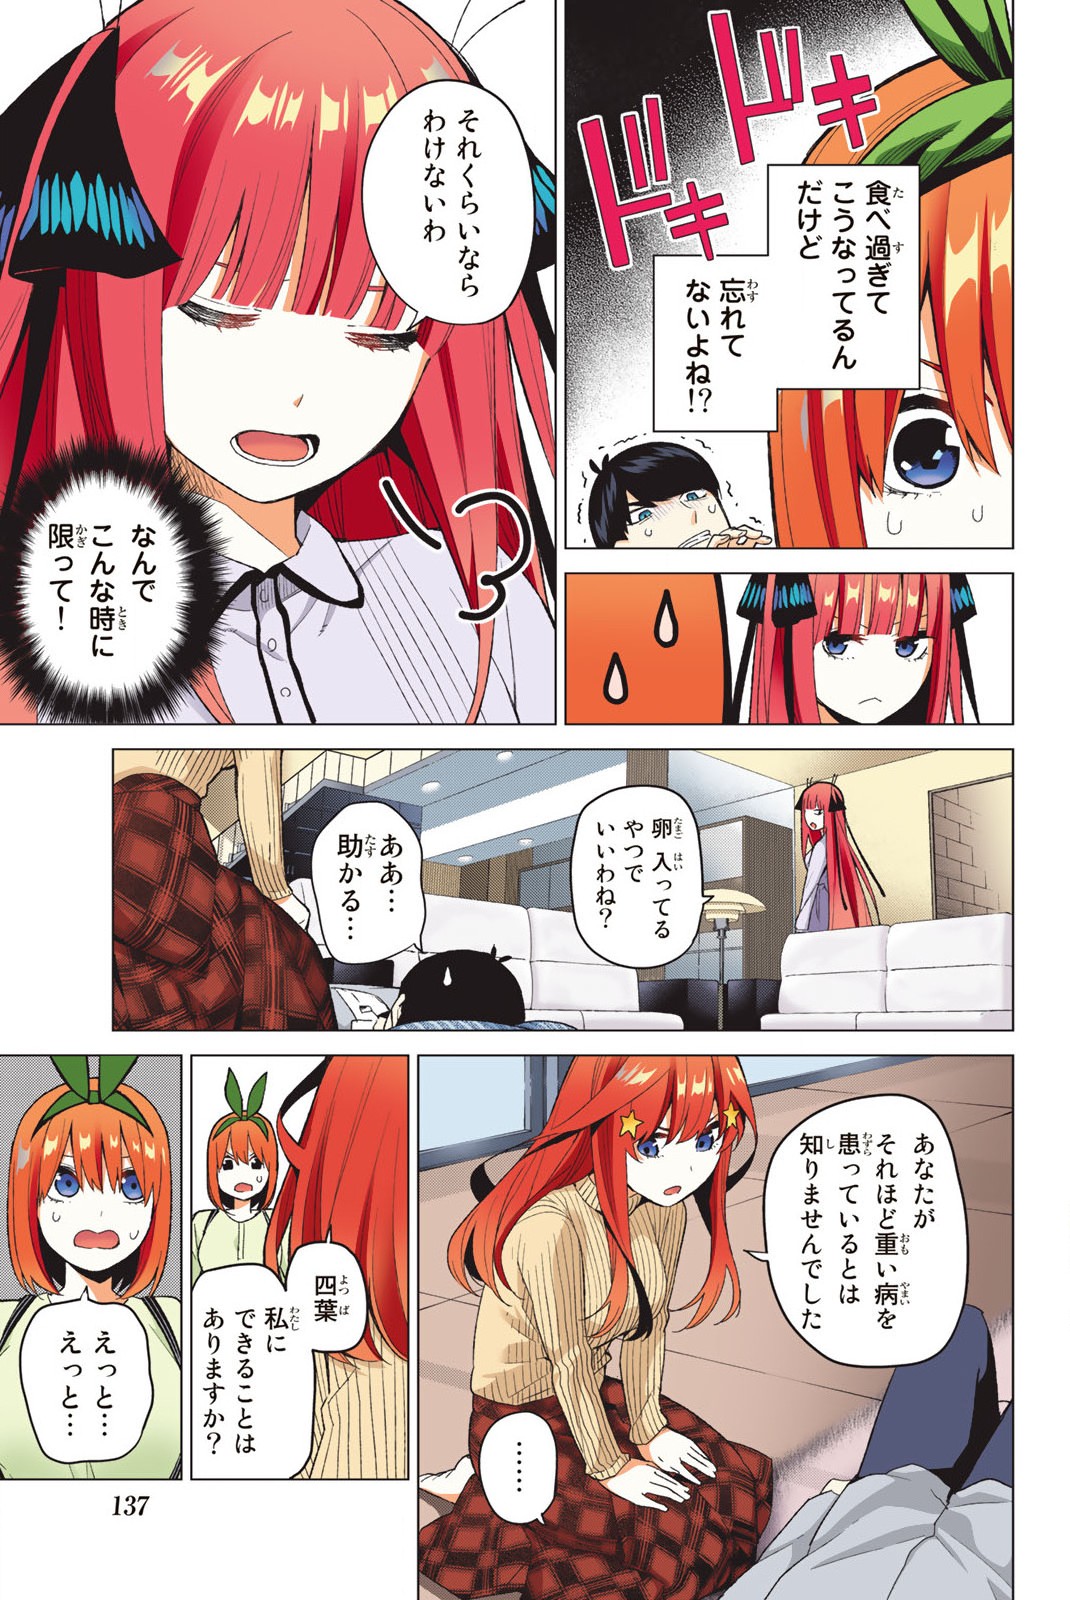 ドキ
ドキ
食べ過ぎて
こうなってるん
だけど
忘れて
ないよね!?
それくらいなら
わけないわ
なんで
こんな時に
限って!
卵入ってる
やつで
いいわね?
ああ…
助かる…
あなたが
それほど重い病を
患っているとは
知りませんでした
……
四葉
私に
できることは
ありますか?
えっと…
えっと…
137